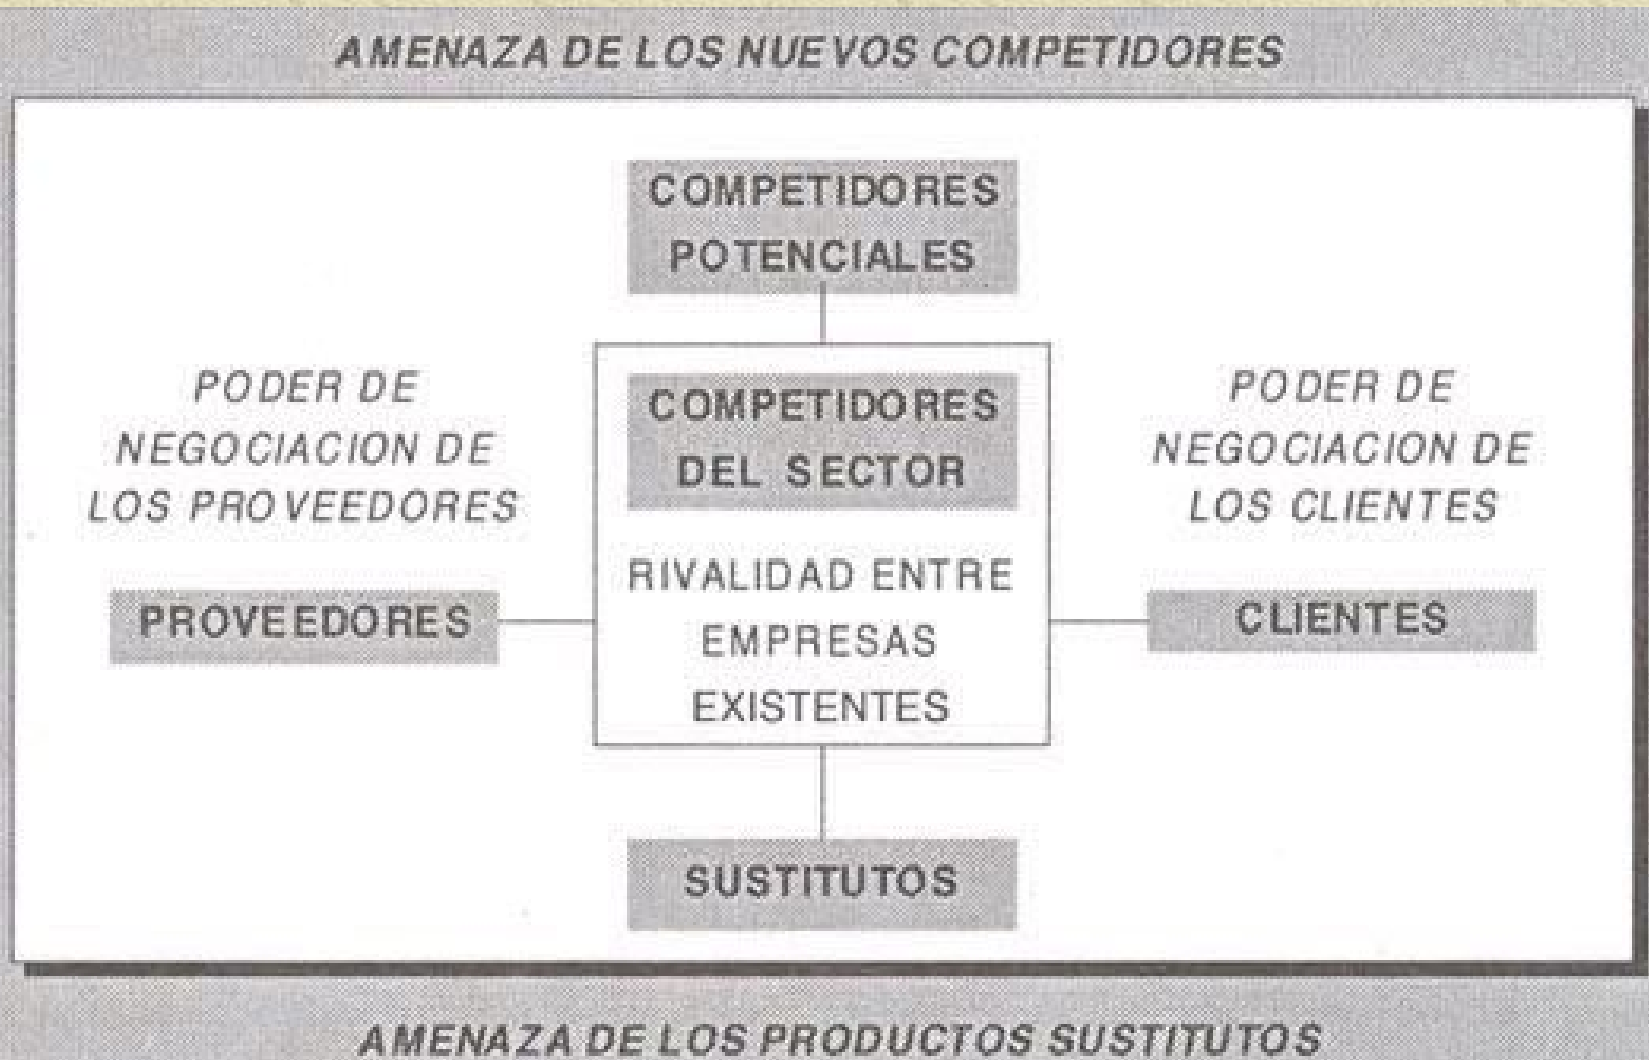 AMENAZA DE LOS NUEVOS COMPETIDORES
COMPETIDORES
POTENCIALES
PODER DE
NEGOCIACION DE
LOS PROVEEDORES
PROVEEDORES
COMPETIDORES
DEL SECTOR
RIVALIDAD ENTRE
EMPRESAS
EXISTENTES
PODER DE
NEGOCIACION DE
LOS CLIENTES
CLIENTES
SUSTITUTOS
AMENAZA DE LOS PRODUCTOS SUSTITUTOS